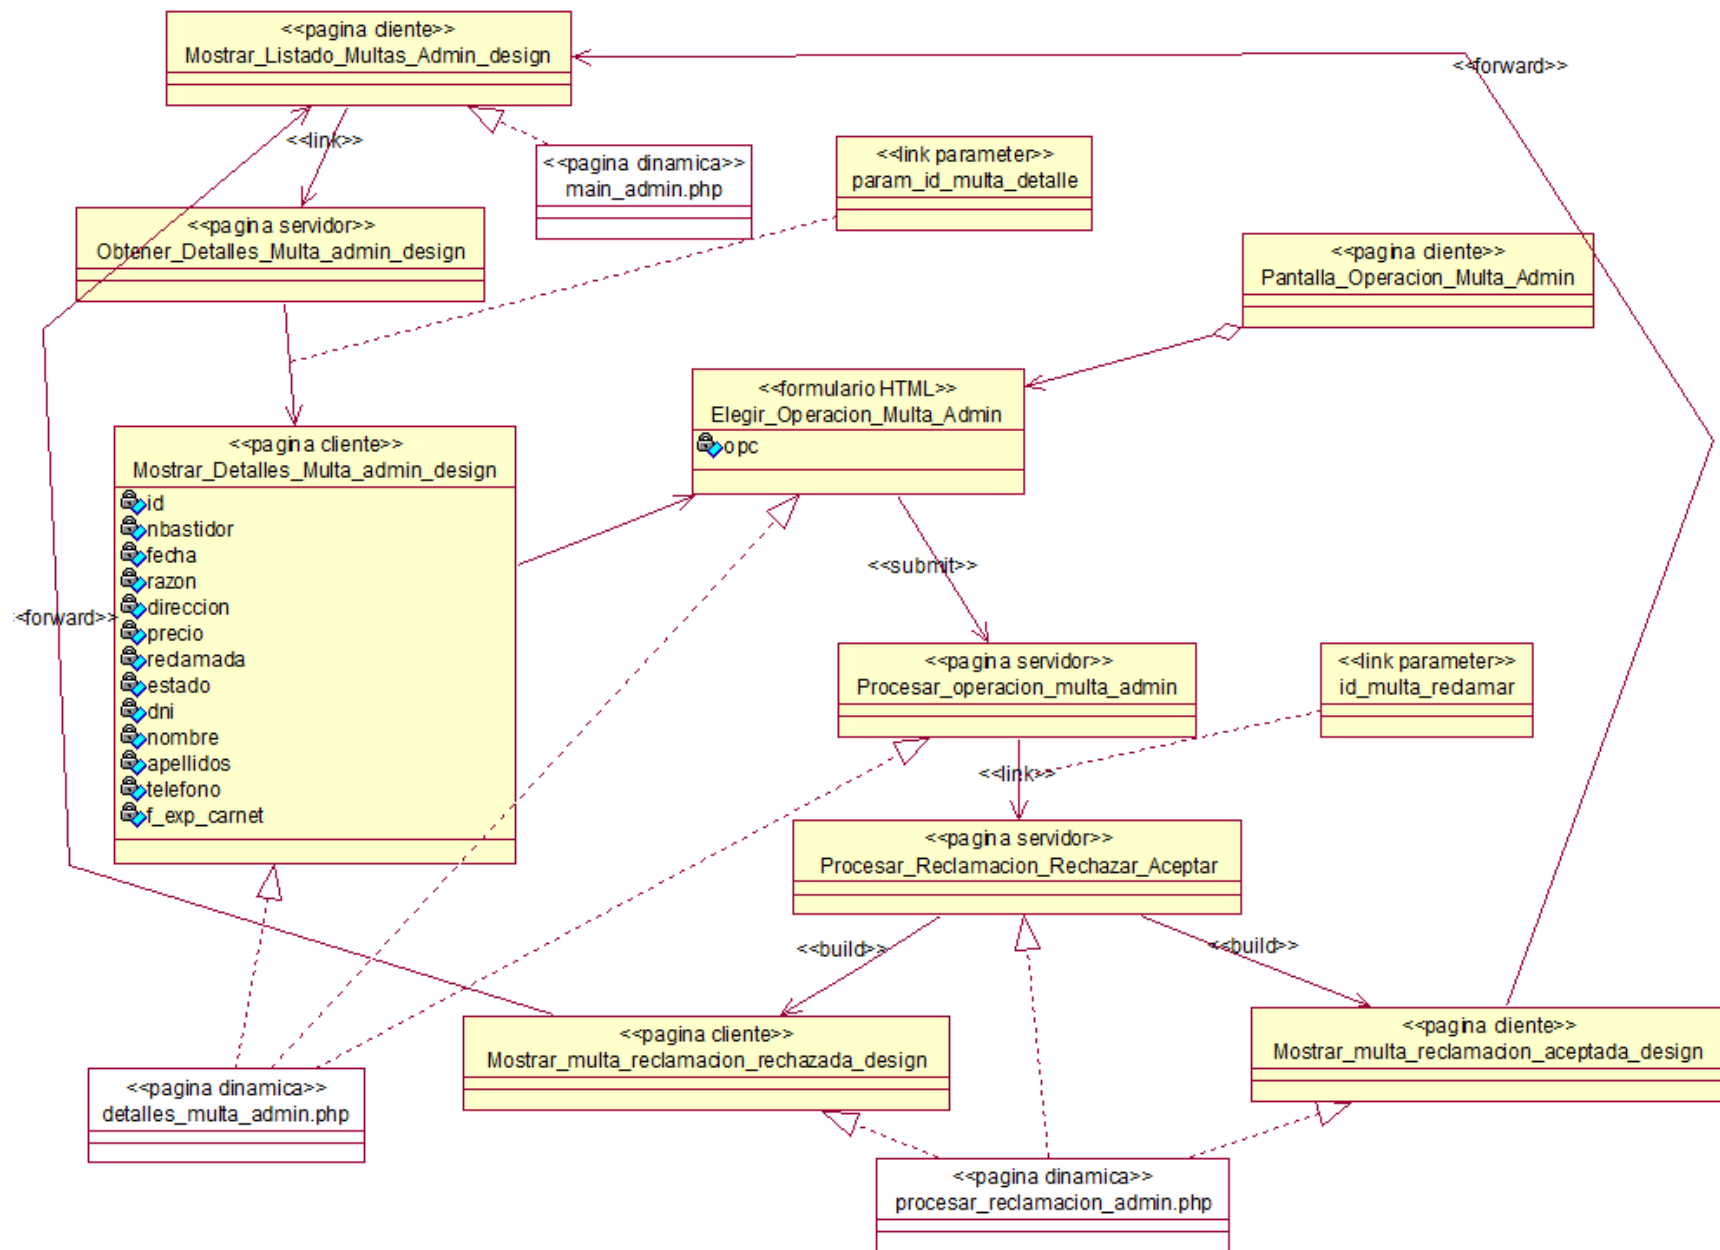 <<pagina cliente>>
Mostrar_Listado_Multas_Admin_design
<<forward>>
<<link>>
<<pagina dinamica>>
main_admin.php
<<link parameter>>
param_id_multa_detalle
<<pagina servidor>>
Obtener_Detalles_Multa_admin_design
<<pagina cliente>>
Pantalla_Operacion_Multa_Admin
<<formulario HTML>>
Elegir_Operacion_Multa_Admin
opc
<<pagina cliente>>
Mostrar_Detalles_Multa_admin_design
id
nbastidor
fecha
razon
direccion
precio
reclamada
estado
dni
nombre
apellidos
telefono
f_exp_carnet
<<forward>>
<<submit>>
<<pagina servidor>>
Procesar_operacion_multa_admin
<<link parameter>>
id_multa_reclamar
<<link>>
<<pagina servidor>>
Procesar_Reclamacion_Rechazar_Aceptar
<<build>>
<<build>>
<<pagina cliente>>
Mostrar_multa_reclamacion_rechazada_design
<<pagina cliente>>
Mostrar_multa_reclamacion_aceptada_design
<<pagina dinamica>>
detalles_multa_admin.php
<<pagina dinamica>>
procesar_reclamacion_admin.php